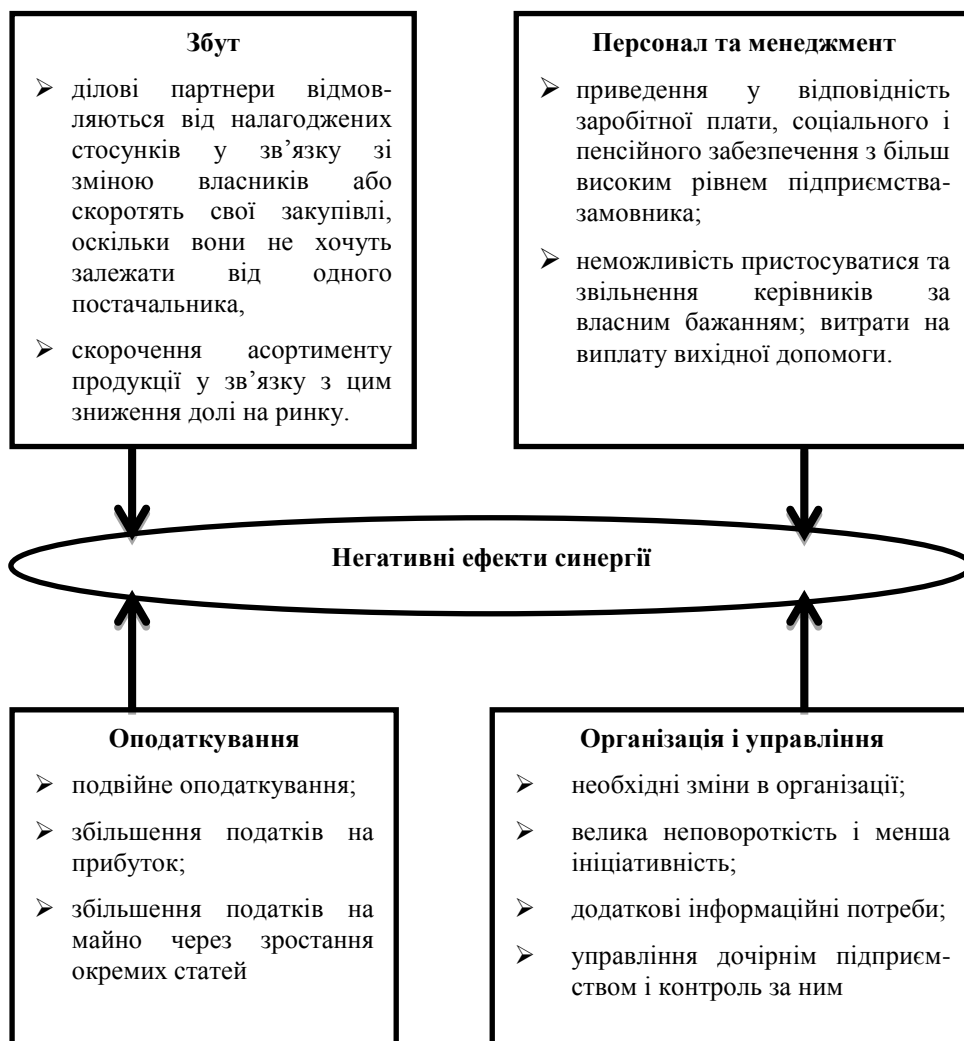 Збут
➢ ділові партнери відмов-
ляються від налагоджених
стосунків у зв’язку зі
зміною власників або
скоротять свої закупівлі,
оскільки вони не хочуть
залежати від одного
постачальника,
➢ скорочення асортименту
продукції у зв’язку з цим
зниження долі на ринку.
Персонал та менеджмент
➢ приведення у відповідність
заробітної плати, соціального і
пенсійного забезпечення з більш
високим рівнем підприємства-
замовника;
➢ неможливість пристосуватися та
звільнення керівників за
власним бажанням; витрати на
виплату вихідної допомоги.
Негативні ефекти синергії
Оподаткування
➢ подвійне оподаткування;
➢ збільшення податків на
прибуток;
➢ збільшення податків на
майно через зростання
окремих статей
Організація і управління
➢ необхідні зміни в організації;
➢ велика неповороткість і менша
ініціативність;
➢ додаткові інформаційні потреби;
➢ управління дочірнім підприєм-
ством і контроль за ним